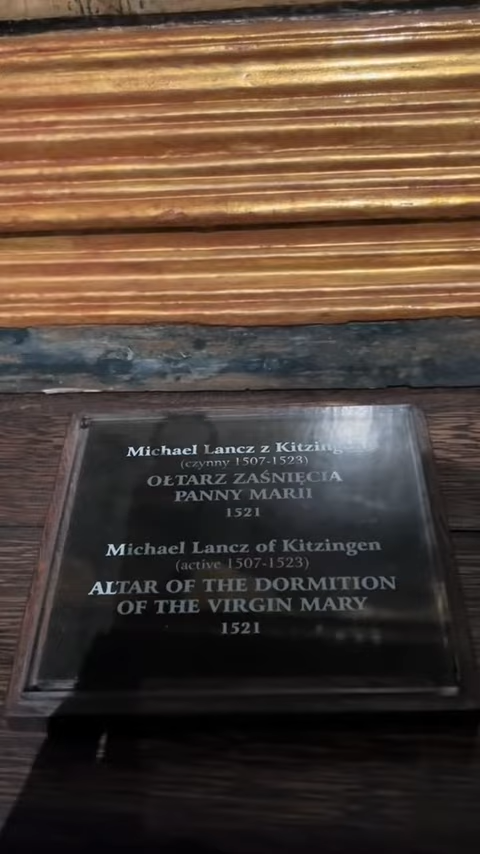 Michael Lancz z Kitzingen
(czynny 1507-1523)
OŁTARZ ZAŚNIĘCIA
PANNY MARII
1521
Michael Lancz of Kitzingen
(active 1507-1523)
ALTAR OF THE DORMITION
OF THE VIRGIN MARY
1521